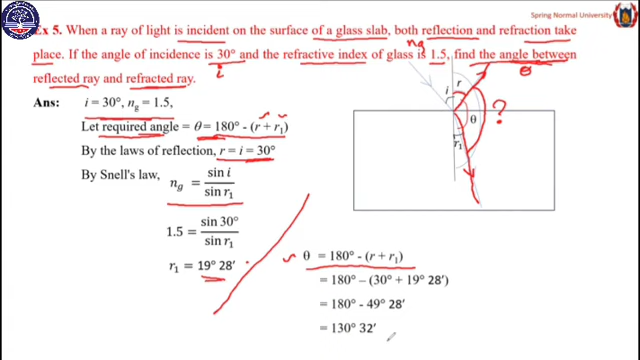 Spring Normal University
Ex 5. When a ray of light is incident on the surface of a glass slab, both reflection and refraction take
place. If the angle of incidence is 30° and the refractive index of glass is 1.5, find the angle between
reflected ray and refracted ray.
ng
i
θ
Ans: i = 30°, ng = 1.5,
Let required angle = θ = 180° - (r + r1)
By the laws of reflection, r = i = 30°
By Snell's law,
ng = sin i / sin r1
1.5 = sin 30° / sin r1
r1 = 19° 28′
i r
θ ?
r1
θ = 180° - (r + r1)
= 180° – (30° + 19° 28′)
= 180° - 49° 28′
= 130° 32′